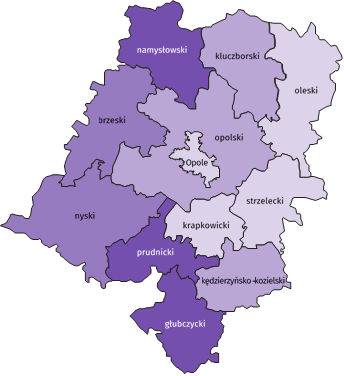 namysłowski
kluczborski
oleski
brzeski
opolski
Opole
strzelecki
nyski
krapkowicki
prudnicki
kędzierzyńsko -kozielski
głubczycki